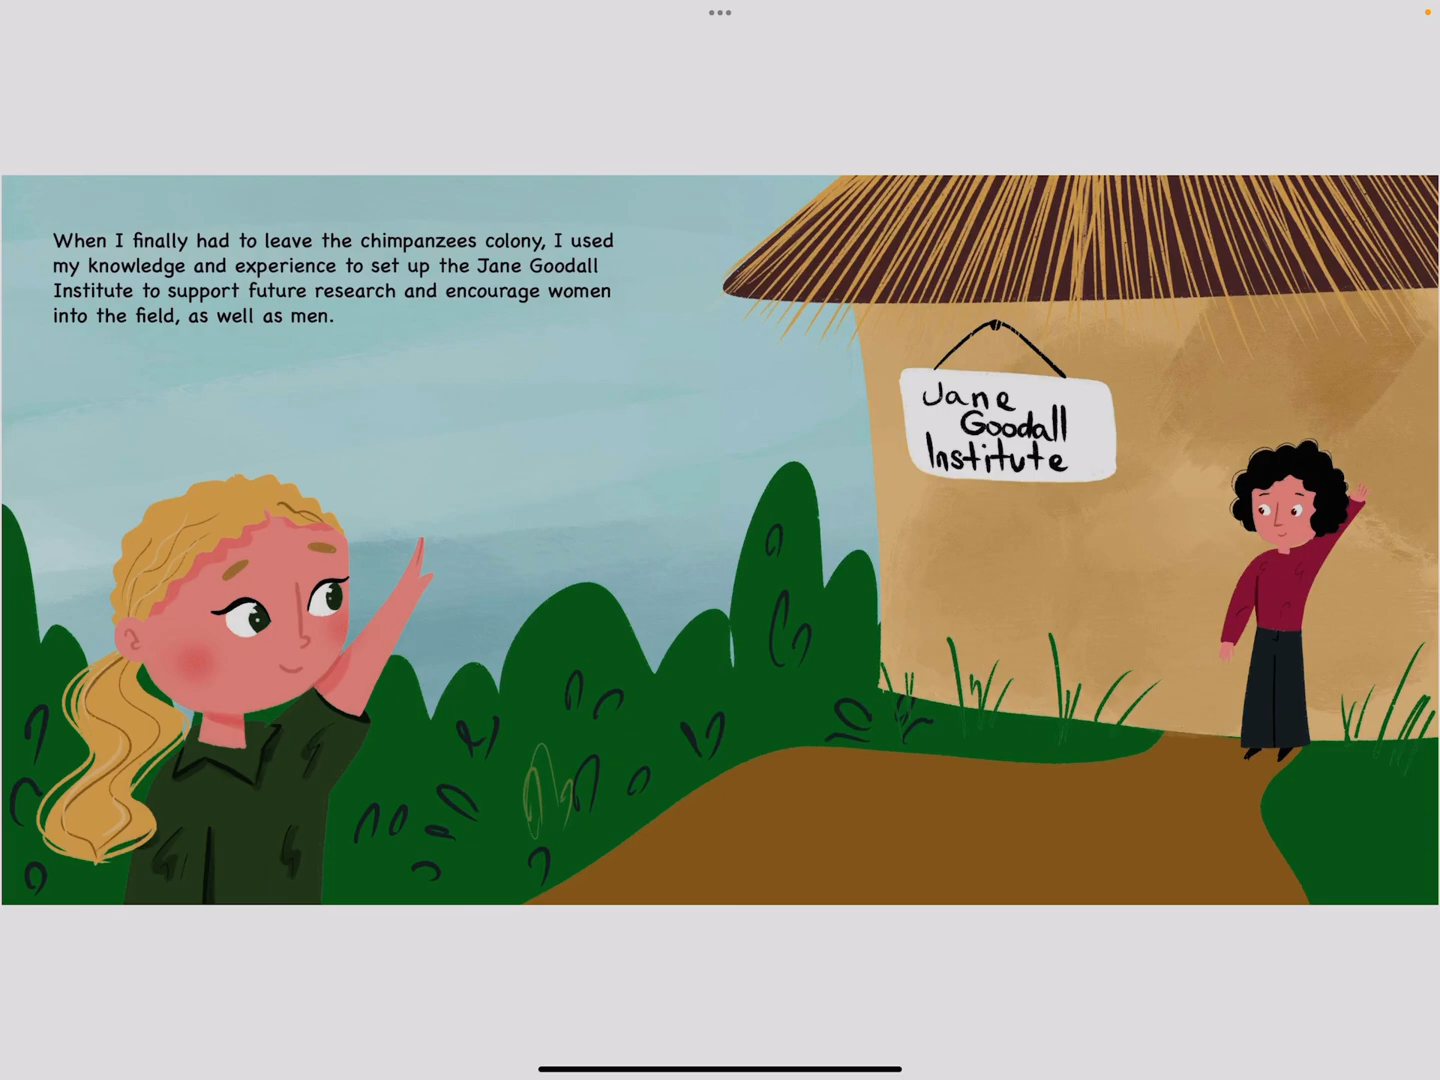 When I finally had to leave the chimpanzees colony, I used
my knowledge and experience to set up the Jane Goodall
Institute to support future research and encourage women
into the field, as well as men.
Jane
Goodall
Institute